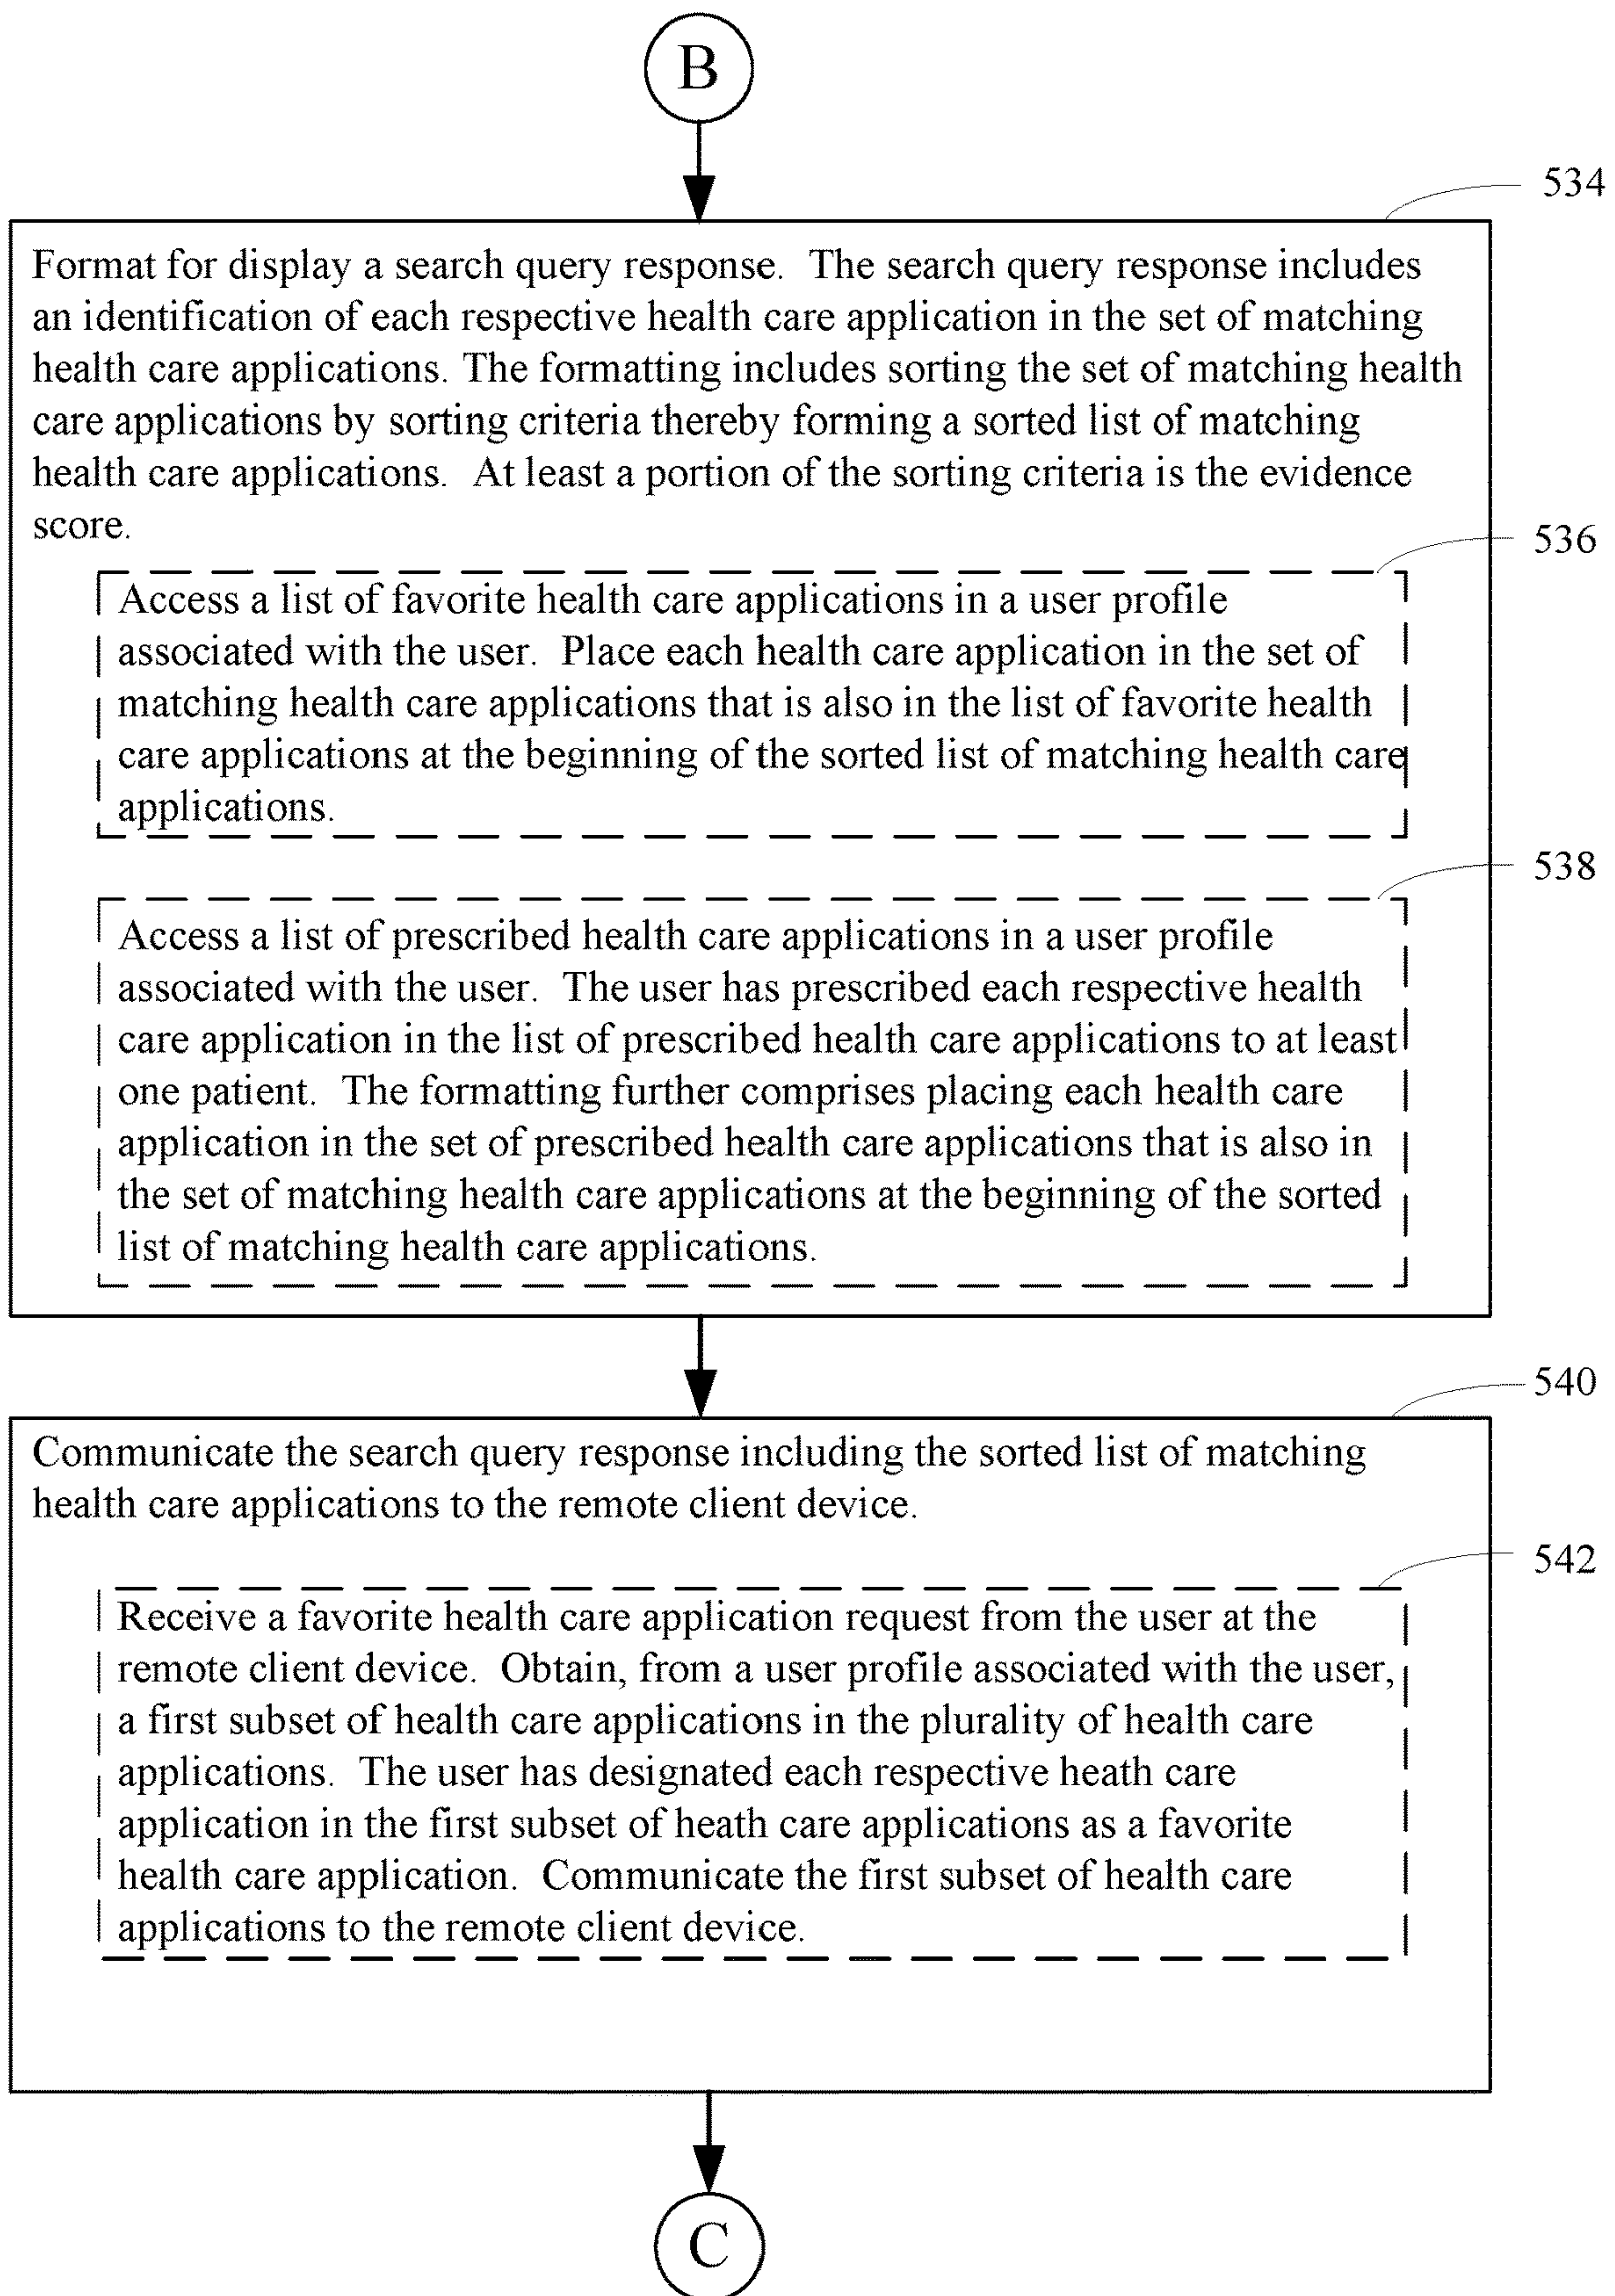 B
534
Format for display a search query response. The search query response includes
an identification of each respective health care application in the set of matching
health care applications. The formatting includes sorting the set of matching health
care applications by sorting criteria thereby forming a sorted list of matching
health care applications. At least a portion of the sorting criteria is the evidence
score.
536
Access a list of favorite health care applications in a user profile
associated with the user. Place each health care application in the set of
matching health care applications that is also in the list of favorite health
care applications at the beginning of the sorted list of matching health care
applications.
538
Access a list of prescribed health care applications in a user profile
associated with the user. The user has prescribed each respective health
care application in the list of prescribed health care applications to at least
one patient. The formatting further comprises placing each health care
application in the set of prescribed health care applications that is also in
the set of matching health care applications at the beginning of the sorted
list of matching health care applications.
540
Communicate the search query response including the sorted list of matching
health care applications to the remote client device.
542
Receive a favorite health care application request from the user at the
remote client device. Obtain, from a user profile associated with the user,
a first subset of health care applications in the plurality of health care
applications. The user has designated each respective heath care
application in the first subset of heath care applications as a favorite
health care application. Communicate the first subset of health care
applications to the remote client device.
C